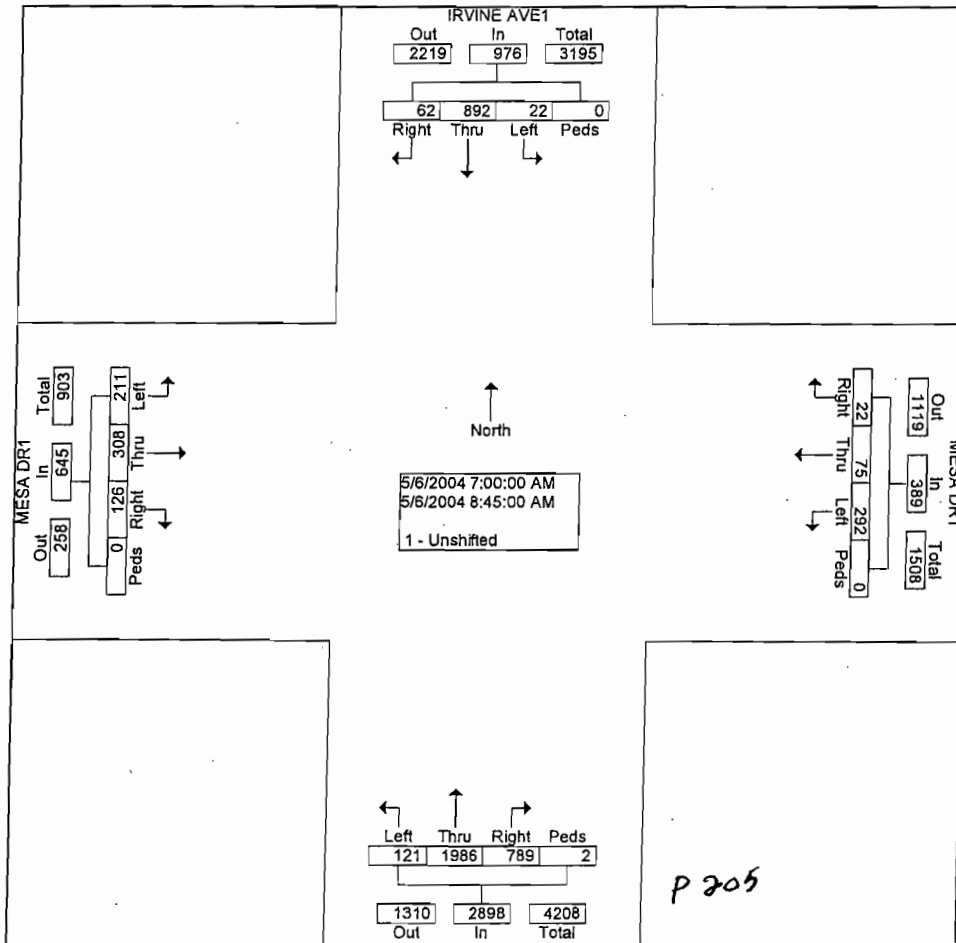 IRVINE AVE1
Out In Total
2219 976 3195
62 892 22 0
Right Thru Left Peds
MESA DR1
Total 903
In 645
Out 258
211 Left
308 Thru
126 Right
0 Peds
North
5/6/2004 7:00:00 AM
5/6/2004 8:45:00 AM
1 - Unshifted
Right 22
Thru 75
Left 292
Peds 0
Out 1119
In 389
Total 1508
MESA DR1
Left Thru Right Peds
121 1986 789 2
1310 2898 4208
Out In Total
P 205